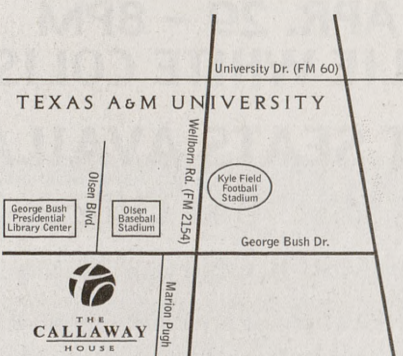 University Dr. (FM 60)
TEXAS A&M UNIVERSITY
Wellborn Rd. (FM 2154)
Olsen Blvd.
Kyle Field
Football
Stadium
George Bush
Presidential
Library Center
Olsen
Baseball
Stadium
George Bush Dr.
Marion Pugh
THE
CALLAWAY
HOUSE